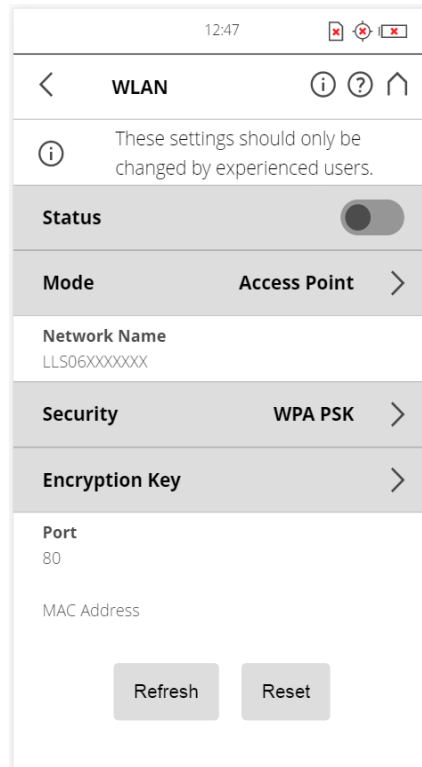 12:47
WLAN
These settings should only be
changed by experienced users.
Status
Mode Access Point
Network Name
LLS06XXXXXXX
Security WPA PSK
Encryption Key
Port
80
MAC Address
Refresh Reset